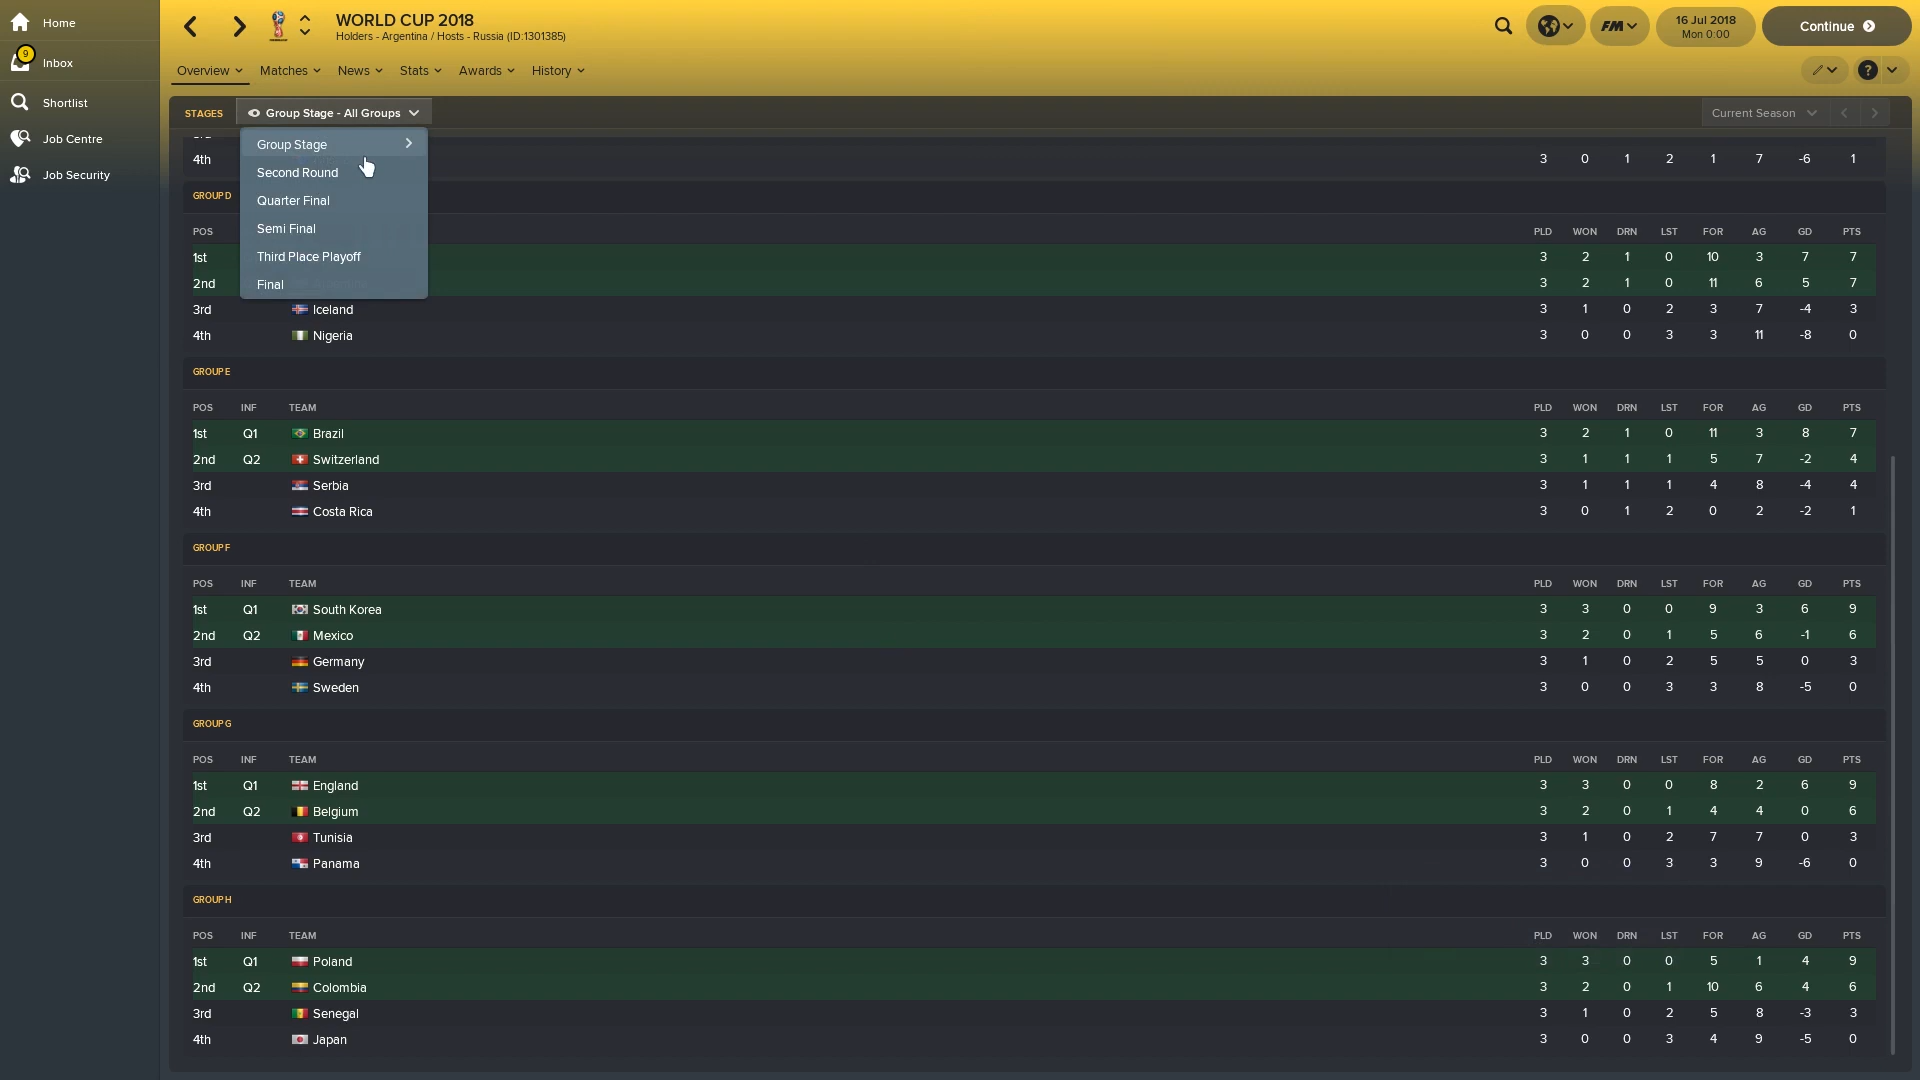 Home
Inbox
9
Shortlist
Job Centre
Job Security
WORLD CUP 2018
Holders - Argentina / Hosts - Russia (ID:1301385)
FM
16 Jul 2018
Mon 0:00
Continue
Overview Matches News Stats Awards History
?
STAGES Group Stage - All Groups Current Season
Group Stage
Second Round
Quarter Final
Semi Final
Third Place Playoff
Final
4th 3 0 1 2 1 7 -6 1
GROUP D
POS PLD WON DRN LST FOR AG GD PTS
1st 3 2 1 0 10 3 7 7
2nd 3 2 1 0 11 6 5 7
3rd Iceland 3 1 0 2 3 7 -4 3
4th Nigeria 3 0 0 3 3 11 -8 0
GROUP E
POS INF TEAM PLD WON DRN LST FOR AG GD PTS
1st Q1 Brazil 3 2 1 0 11 3 8 7
2nd Q2 Switzerland 3 1 1 1 5 7 -2 4
3rd Serbia 3 1 1 1 4 8 -4 4
4th Costa Rica 3 0 1 2 0 2 -2 1
GROUP F
POS INF TEAM PLD WON DRN LST FOR AG GD PTS
1st Q1 South Korea 3 3 0 0 9 3 6 9
2nd Q2 Mexico 3 2 0 1 5 6 -1 6
3rd Germany 3 1 0 2 5 5 0 3
4th Sweden 3 0 0 3 3 8 -5 0
GROUP G
POS INF TEAM PLD WON DRN LST FOR AG GD PTS
1st Q1 England 3 3 0 0 8 2 6 9
2nd Q2 Belgium 3 2 0 1 4 4 0 6
3rd Tunisia 3 1 0 2 7 7 0 3
4th Panama 3 0 0 3 3 9 -6 0
GROUP H
POS INF TEAM PLD WON DRN LST FOR AG GD PTS
1st Q1 Poland 3 3 0 0 5 1 4 9
2nd Q2 Colombia 3 2 0 1 10 6 4 6
3rd Senegal 3 1 0 2 5 8 -3 3
4th Japan 3 0 0 3 4 9 -5 0